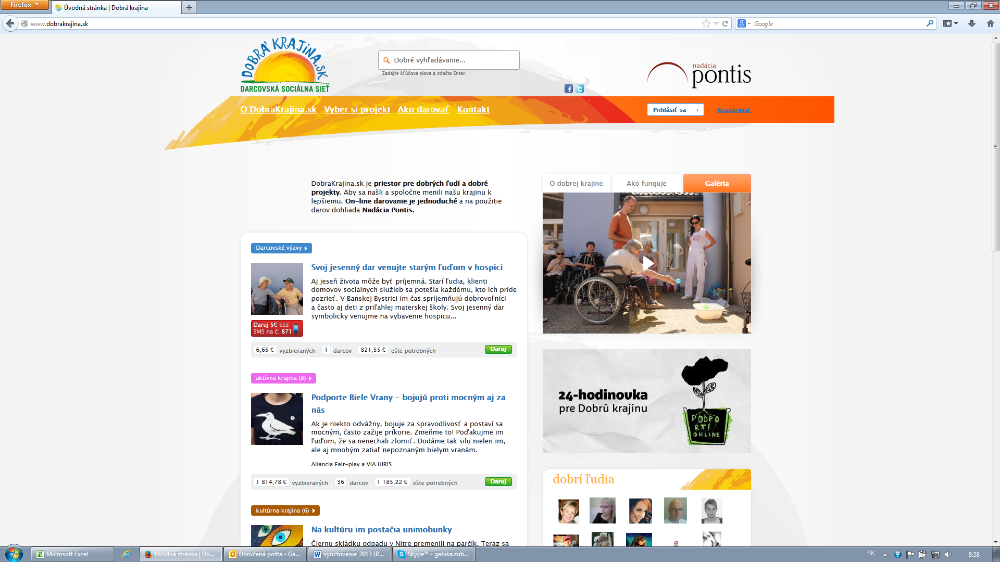 Firefox
Úvodná stránka | Dobrá krajina
www.dobrakrajina.sk
Google
DOBRÁ KRAJINA.SK
DARCOVSKÁ SOCIÁLNA SIEŤ
Dobré vyhľadávanie...
Zadajte kľúčové slová a stlačte Enter.
nadácia
pontis
O DobraKrajina.sk Vyber si projekt Ako darovať Kontakt
Prihlásiť sa
Registrovať
DobraKrajina.sk je priestor pre dobrých ľudí a dobré
projekty. Aby sa našli a spoločne menili našu krajinu k
lepšiemu. On-line darovanie je jednoduché a na použitie
darov dohliada Nadácia Pontis.
O dobrej krajine
Ako funguje
Galéria
Darcovské výzvy
Svoj jesenný dar venujte starým ľuďom v hospici
Aj jeseň života môže byť príjemná. Starí ľudia, klienti
domovov sociálnych služieb sa potešia každému, kto ich príde
pozrieť. V Banskej Bystrici im čas spríjemňujú dobrovoľníci
a často aj deti z priľahlej materskej školy. Svoj jesenný dar
symbolicky venujme na vybavenie hospicu...
Daruj 5€ cez
SMS na č. 871
6,65 € vyzbieraných 1 darcov 821,55 € ešte potrebných
Daruj
aktívna krajina (8)
Podporte Biele Vrany - bojujú proti mocným aj za
nás
Ak je niekto odvážny, bojuje za spravodlivosť a postaví sa
mocným, často zažije príkorie. Zmeňme to! Poďakujme im
ľuďom, že sa nenechali zlomiť. Dodáme tak silu nielen im,
ale aj mnohým zatiaľ nepoznaným bielym vranám.
Aliancia Fair-play a VIA IURIS
1 814,78 € vyzbieraných 36 darcov 1 185,22 € ešte potrebných
Daruj
kultúrna krajina (6)
Na kultúru im postačia unimobunky
Čiernu skládku odpadu v Nitre premenili na parčík. Teraz sa
24-hodinovka
pre Dobrú krajinu
PODPO
RTE
ONLINE
dobrí ľudia
Microsoft Excel
Úvodná stránka | Do...
Doručená pošta - Ga...
vyuctovanie_2013 [R...
Skype™ - gabika.zub...
SK
8:58